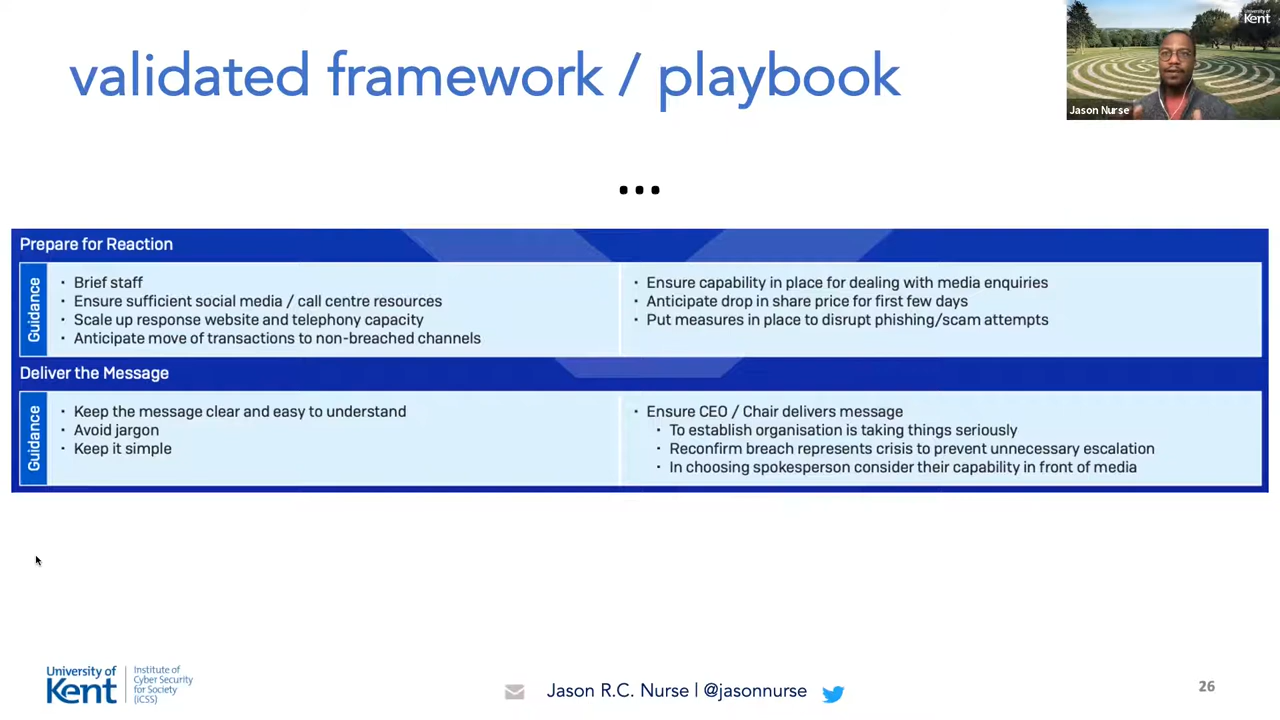 validated framework / playbook
University of
Kent
Jason Nurse
...
Prepare for Reaction
Guidance
• Brief staff
• Ensure sufficient social media / call centre resources
• Scale up response website and telephony capacity
• Anticipate move of transactions to non-breached channels
• Ensure capability in place for dealing with media enquiries
• Anticipate drop in share price for first few days
• Put measures in place to disrupt phishing/scam attempts
Deliver the Message
Guidance
• Keep the message clear and easy to understand
• Avoid jargon
• Keep it simple
• Ensure CEO / Chair delivers message
• To establish organisation is taking things seriously
• Reconfirm breach represents crisis to prevent unnecessary escalation
• In choosing spokesperson consider their capability in front of media
University of
Kent
Institute of
Cyber Security
for Society
(iCSS)
Jason R.C. Nurse | @jasonnurse
26